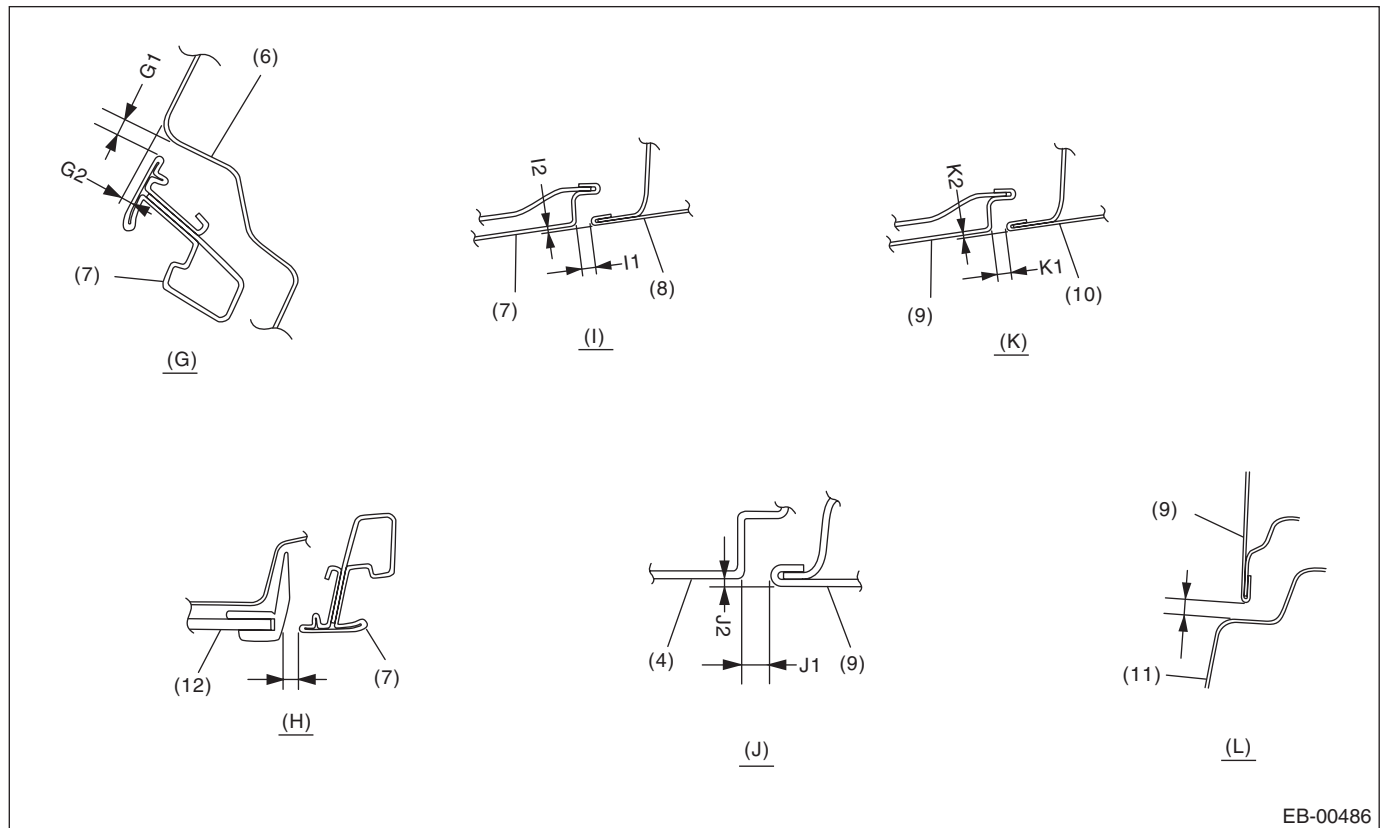 G1
(6)
G2
(7)
(G)
I2
I1
(7)
(8)
(I)
K2
K1
(9)
(10)
(K)
(12)
(7)
(H)
J2
J1
(4)
(9)
(J)
(9)
(11)
(L)
EB-00486